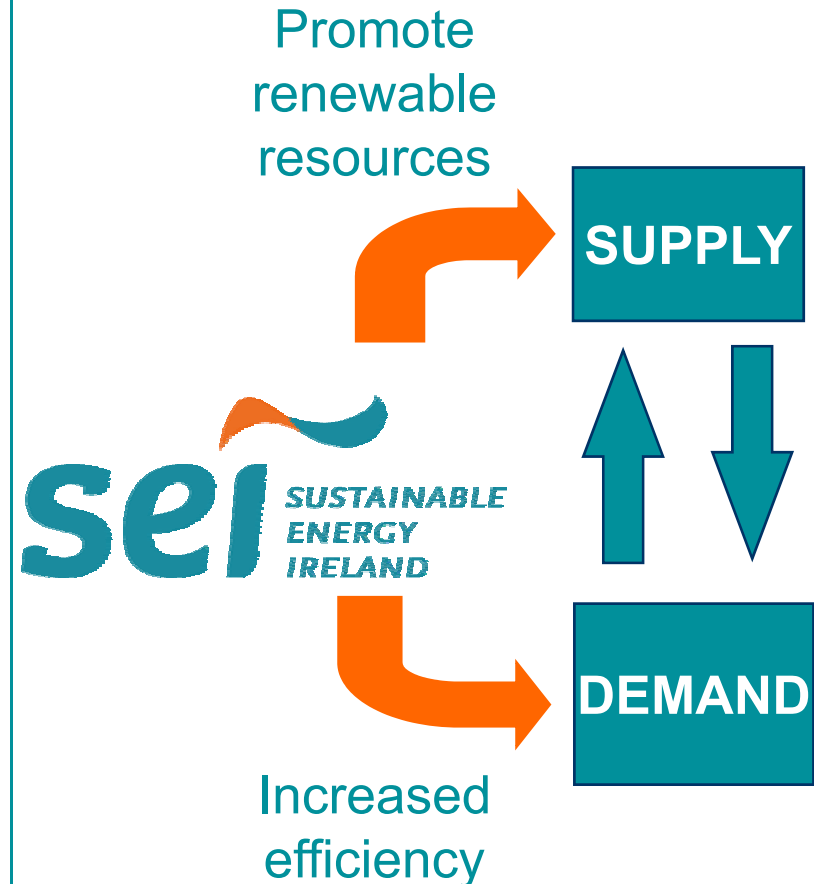 Promote
renewable
resources
SUPPLY
sei
SUSTAINABLE
ENERGY
IRELAND
DEMAND
Increased
efficiency